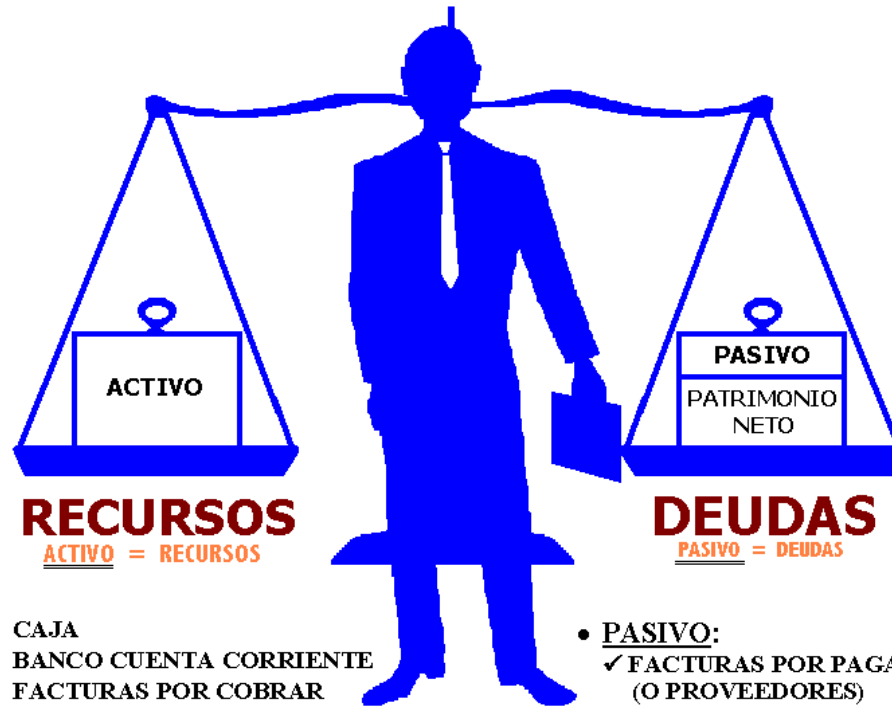 ACTIVO
PASIVO
PATRIMONIO
NETO
RECURSOS
ACTIVO = RECURSOS
DEUDAS
PASIVO = DEUDAS
CAJA
BANCO CUENTA CORRIENTE
FACTURAS POR COBRAR
• PASIVO:
✓ FACTURAS POR PAGA
(O PROVEEDORES)